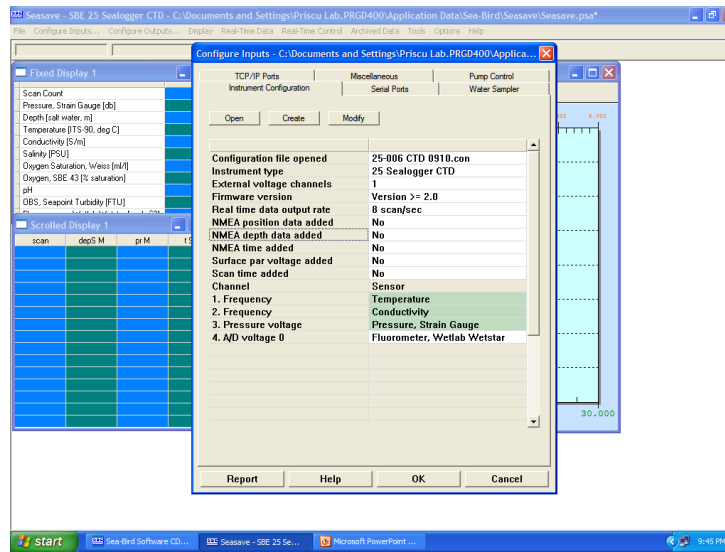 Seasave - SBE 25 Sealogger CTD - C:\Documents and Settings\Priscu Lab.PRGD400\Application Data\Sea-Bird\Seasave\Seasave.psa*
File Configure Inputs... Configure Outputs... Display Real-Time Data Real-Time Control Archived Data Tools Options Help
Configure Inputs - C:\Documents and Settings\Priscu Lab.PRGD400\Applica...
TCP/IP Ports Miscellaneous Pump Control
Instrument Configuration Serial Ports Water Sampler
Open Create Modify
Configuration file opened 25-006 CTD 0910.con
Instrument type 25 Sealogger CTD
External voltage channels 1
Firmware version Version >= 2.0
Real time data output rate 8 scan/sec
NMEA position data added No
NMEA depth data added No
NMEA time added No
Surface par voltage added No
Scan time added No
Channel Sensor
1. Frequency Temperature
2. Frequency Conductivity
3. Pressure voltage Pressure, Strain Gauge
4. A/D voltage 0 Fluorometer, Wetlab Wetstar
Report Help OK Cancel
Fixed Display 1
Scan Count
Pressure, Strain Gauge [db]
Depth [salt water, m]
Temperature [ITS-90, deg C]
Conductivity [S/m]
Salinity [PSU]
Oxygen Saturation, Weiss [ml/l]
Oxygen, SBE 43 [% saturation]
pH
OBS, Seapoint Turbidity [FTU]
Scrolled Display 1
scan depS M pr M t S
30.000
start Sea-Bird Software CD... Seasave - SBE 25 Se... Microsoft PowerPoint ... 9:45 PM